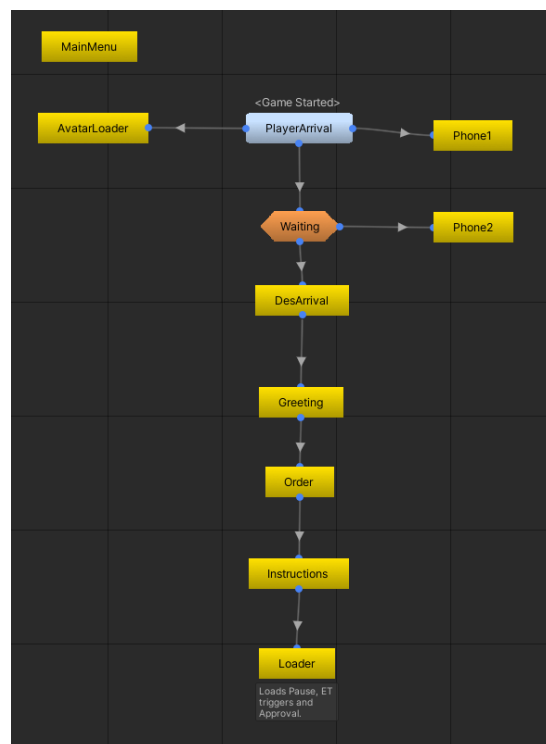 MainMenu
<Game Started>
AvatarLoader
PlayerArrival
Phone1
Waiting
Phone2
DesArrival
Greeting
Order
Instructions
Loader
Loads Pause, ET
triggers and
Approval.